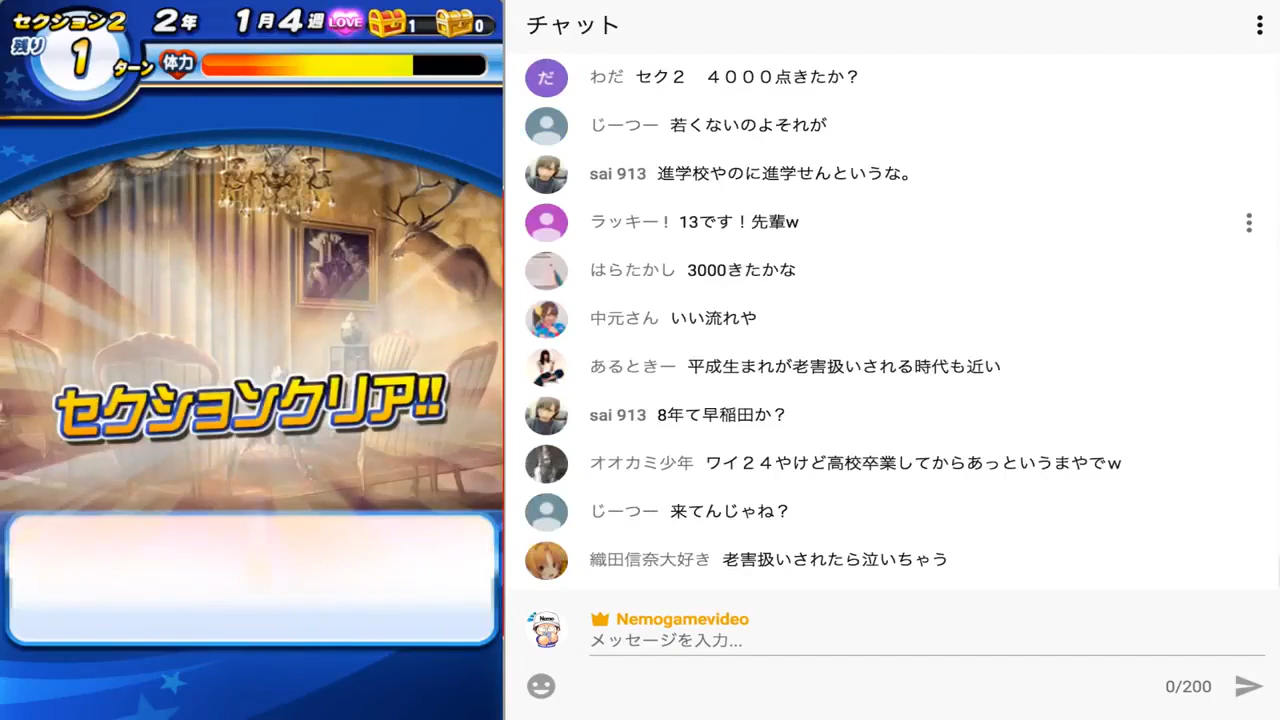 セクション2
2年 1月4週 LOVE 1 0
残り 1 ターン
体力
セクションクリア!!
チャット
だ わだ セク２　４０００点きたか？
じーつー 若くないのよそれが
sai 913 進学校やのに進学せんというな。
ラッキー！ 13です！先輩w
はらたかし 3000きたかな
中元さん いい流れや
あるときー 平成生まれが老害扱いされる時代も近い
sai 913 8年て早稲田か？
オオカミ少年 ワイ２４やけど高校卒業してからあっというまやでw
じーつー 来てんじゃね？
織田信奈大好き 老害扱いされたら泣いちゃう
Nemogamevideo
メッセージを入力...
0/200